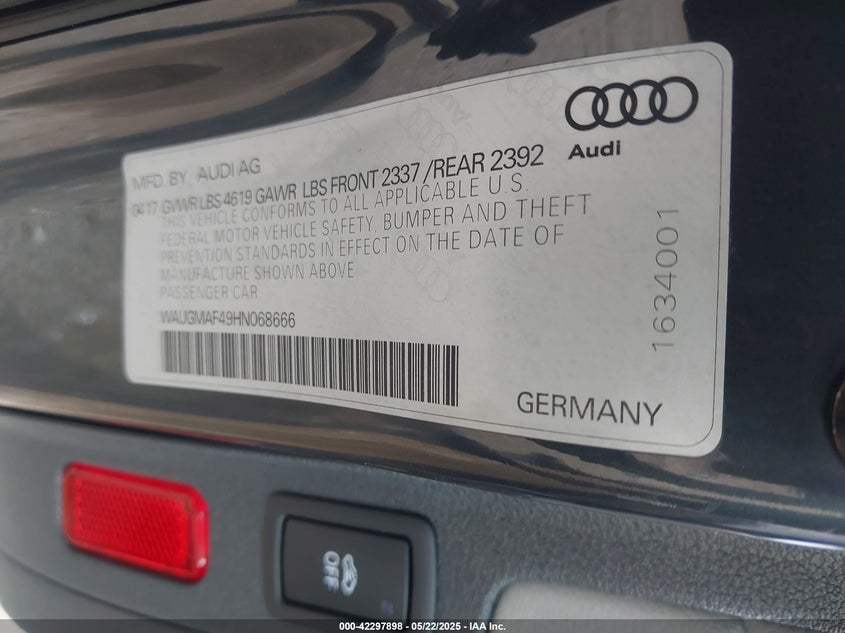 Audi
MFD. BY AUDI AG
0417 GVWR LBS 4619 GAWR LBS FRONT 2337 /REAR 2392
THIS VEHICLE CONFORMS TO ALL APPLICABLE U.S.
FEDERAL MOTOR VEHICLE SAFETY, BUMPER AND THEFT
PREVENTION STANDARDS IN EFFECT ON THE DATE OF
MANUFACTURE SHOWN ABOVE
PASSENGER CAR
WAUGMAF49HN068666
GERMANY
1634001
OFF
000-42297898 - 05/22/2025 - IAA Inc.